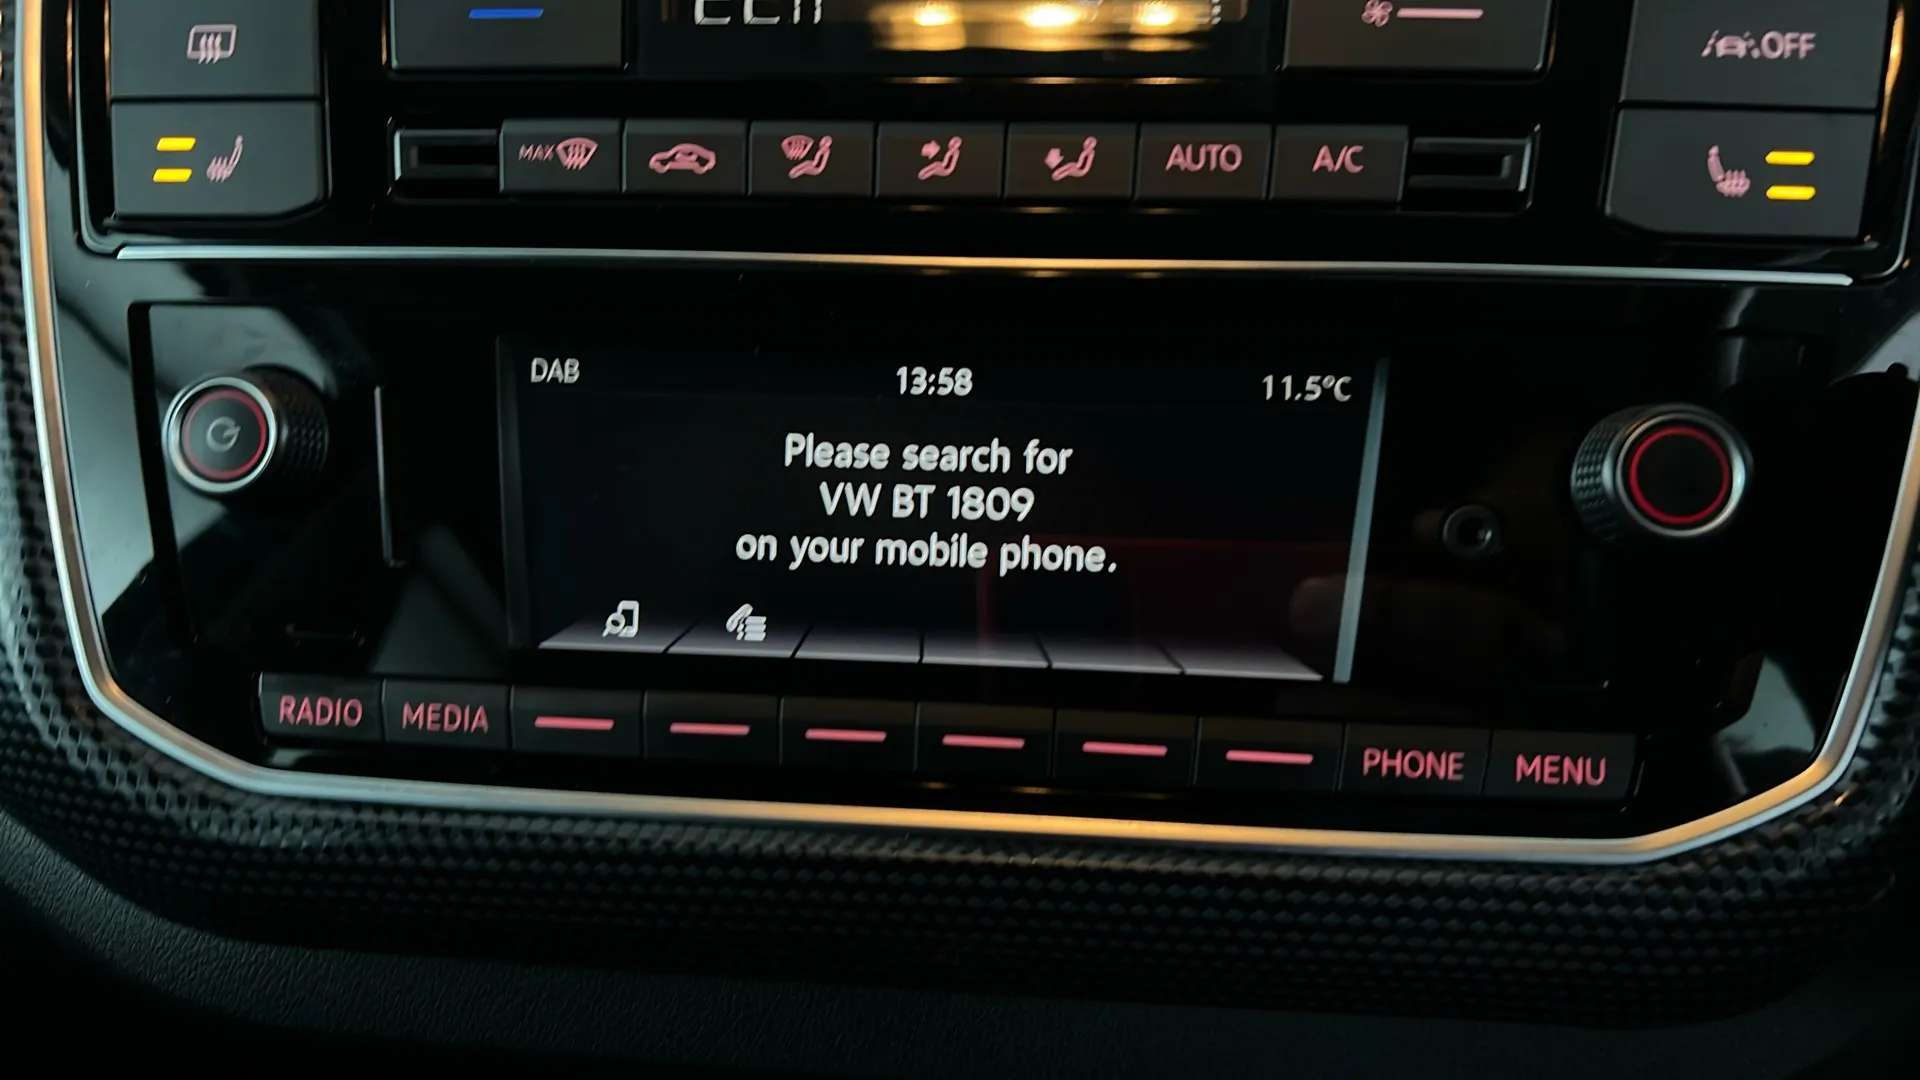 OFF
MAX
AUTO
A/C
DAB
13:58
11.5°C
Please search for
VW BT 1809
on your mobile phone.
RADIO
MEDIA
PHONE
MENU